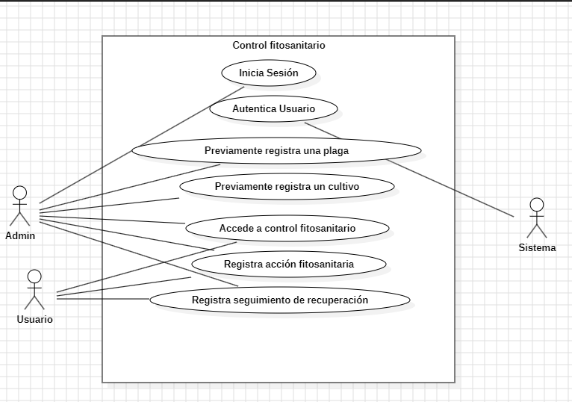 Control fitosanitario
Inicia Sesión
Autentica Usuario
Previamente registra una plaga
Previamente registra un cultivo
Accede a control fitosanitario
Registra acción fitosanitaria
Registra seguimiento de recuperación
Admin
Usuario
Sistema